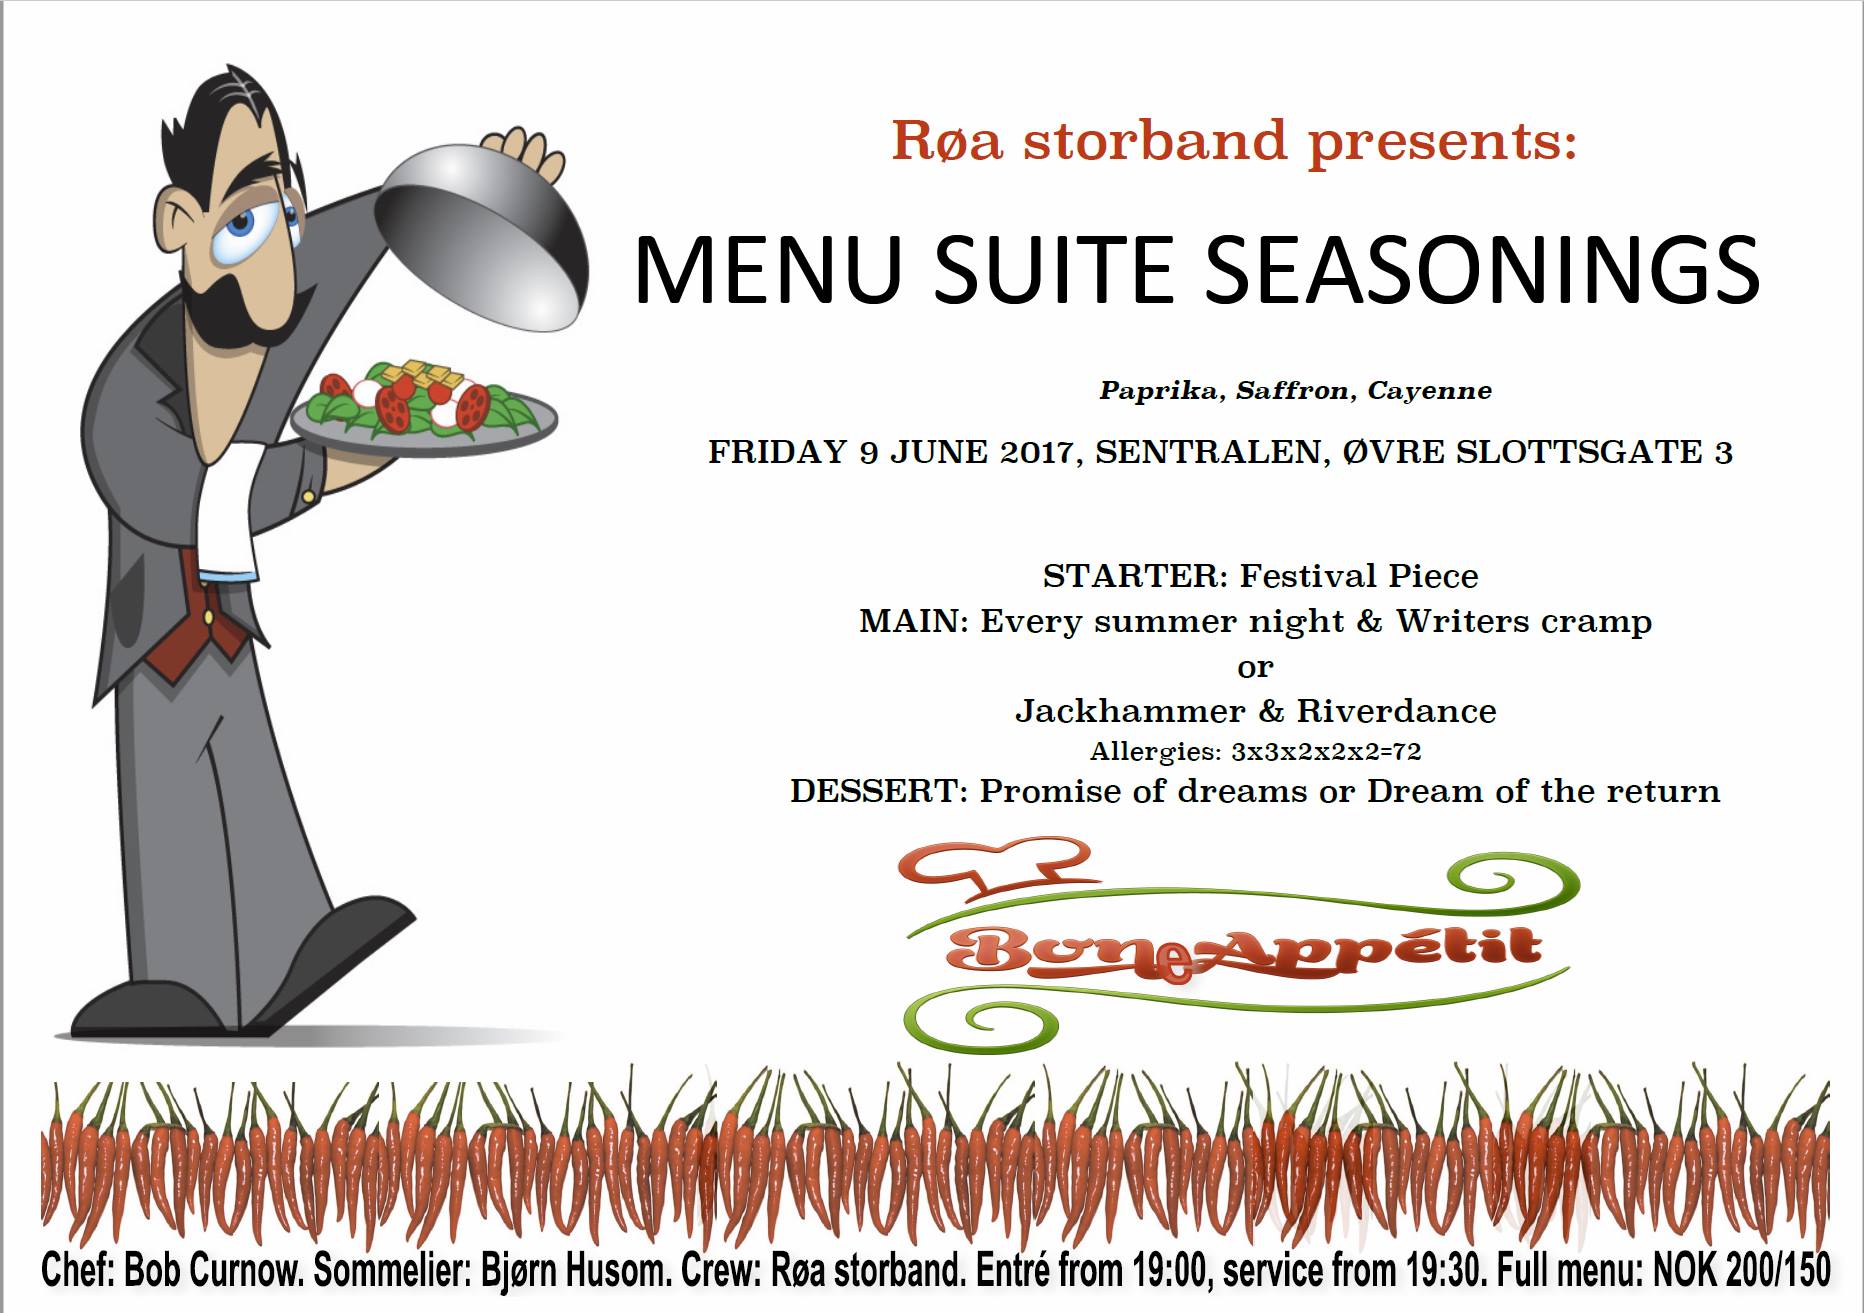 Røa storband presents:
MENU SUITE SEASONINGS
Paprika, Saffron, Cayenne
FRIDAY 9 JUNE 2017, SENTRALEN, ØVRE SLOTTSGATE 3
STARTER: Festival Piece
MAIN: Every summer night & Writers cramp
or
Jackhammer & Riverdance
Allergies: 3x3x2x2x2=72
DESSERT: Promise of dreams or Dream of the return
Bone Appétit
Chef: Bob Curnow. Sommelier: Bjørn Husom. Crew: Røa storband. Entré from 19:00, service from 19:30. Full menu: NOK 200/150